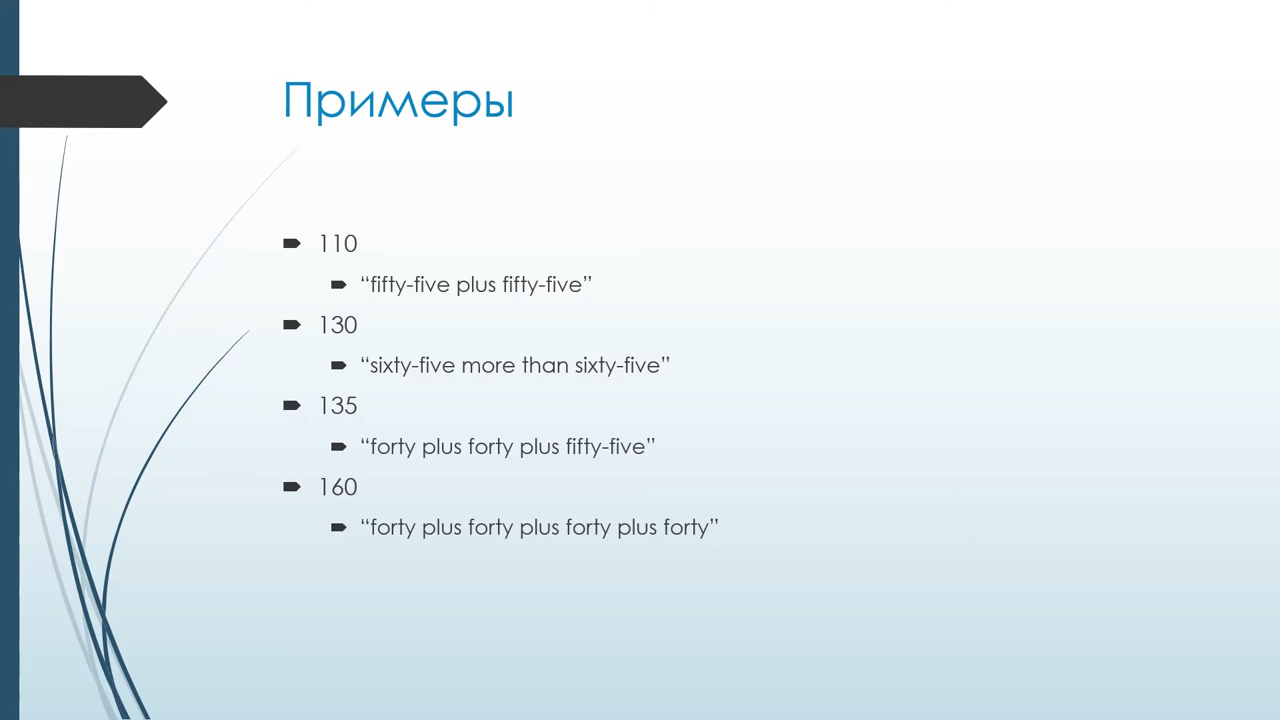 Примеры
110
“fifty-five plus fifty-five”
130
“sixty-five more than sixty-five”
135
“forty plus forty plus fifty-five”
160
“forty plus forty plus forty plus forty”